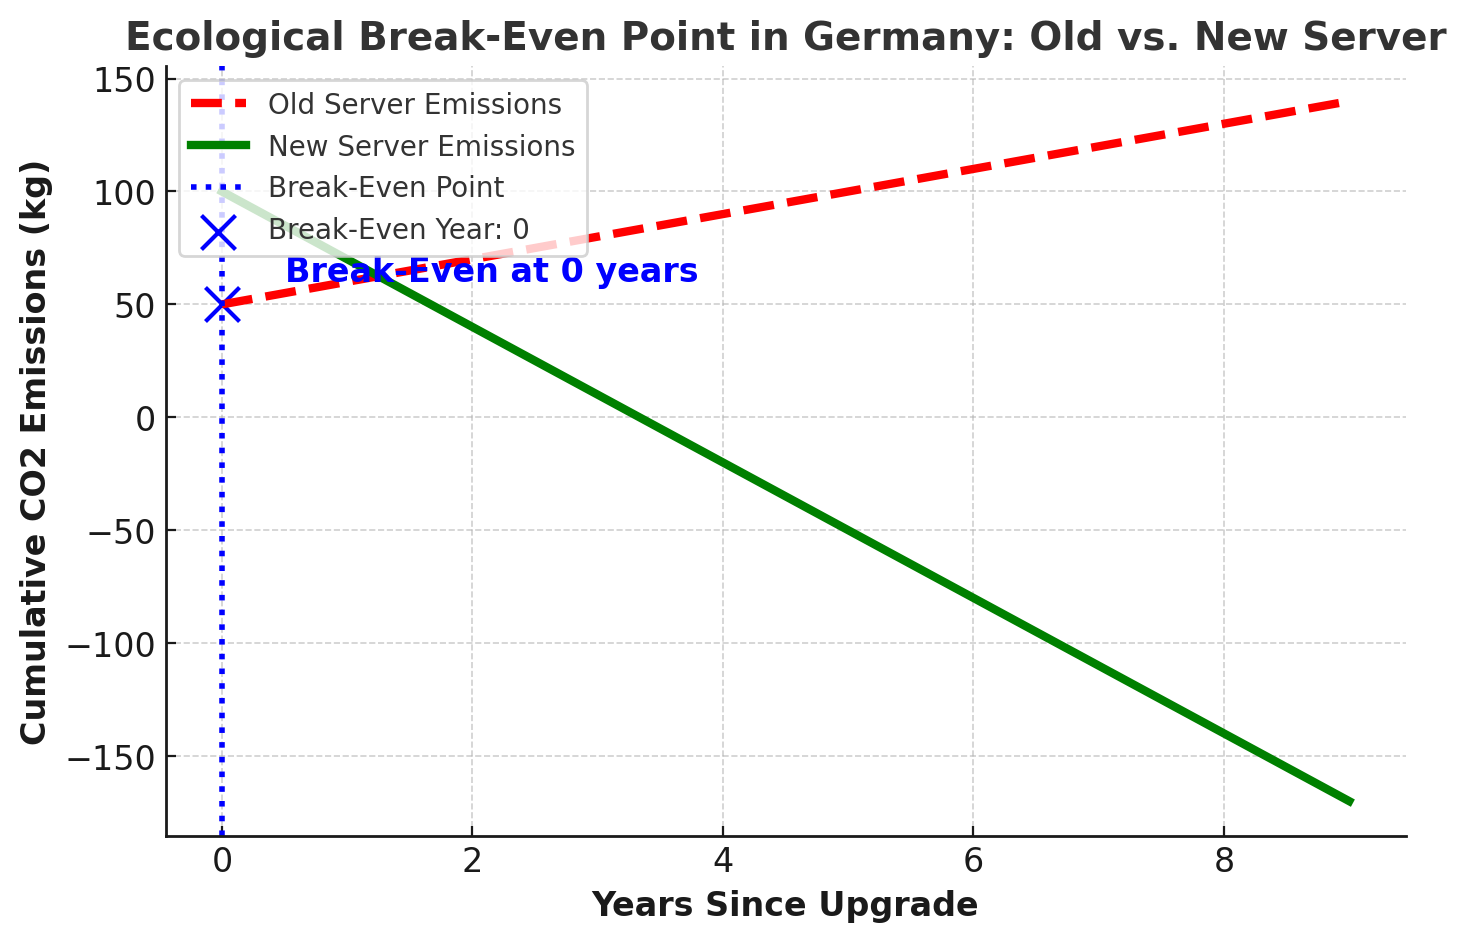 Ecological Break-Even Point in Germany: Old vs. New Server
Cumulative CO2 Emissions (kg)
150
100
50
0
−50
−100
−150
Old Server Emissions
New Server Emissions
Break-Even Point
Break-Even Year: 0
Break-Even at 0 years
0 2 4 6 8
Years Since Upgrade